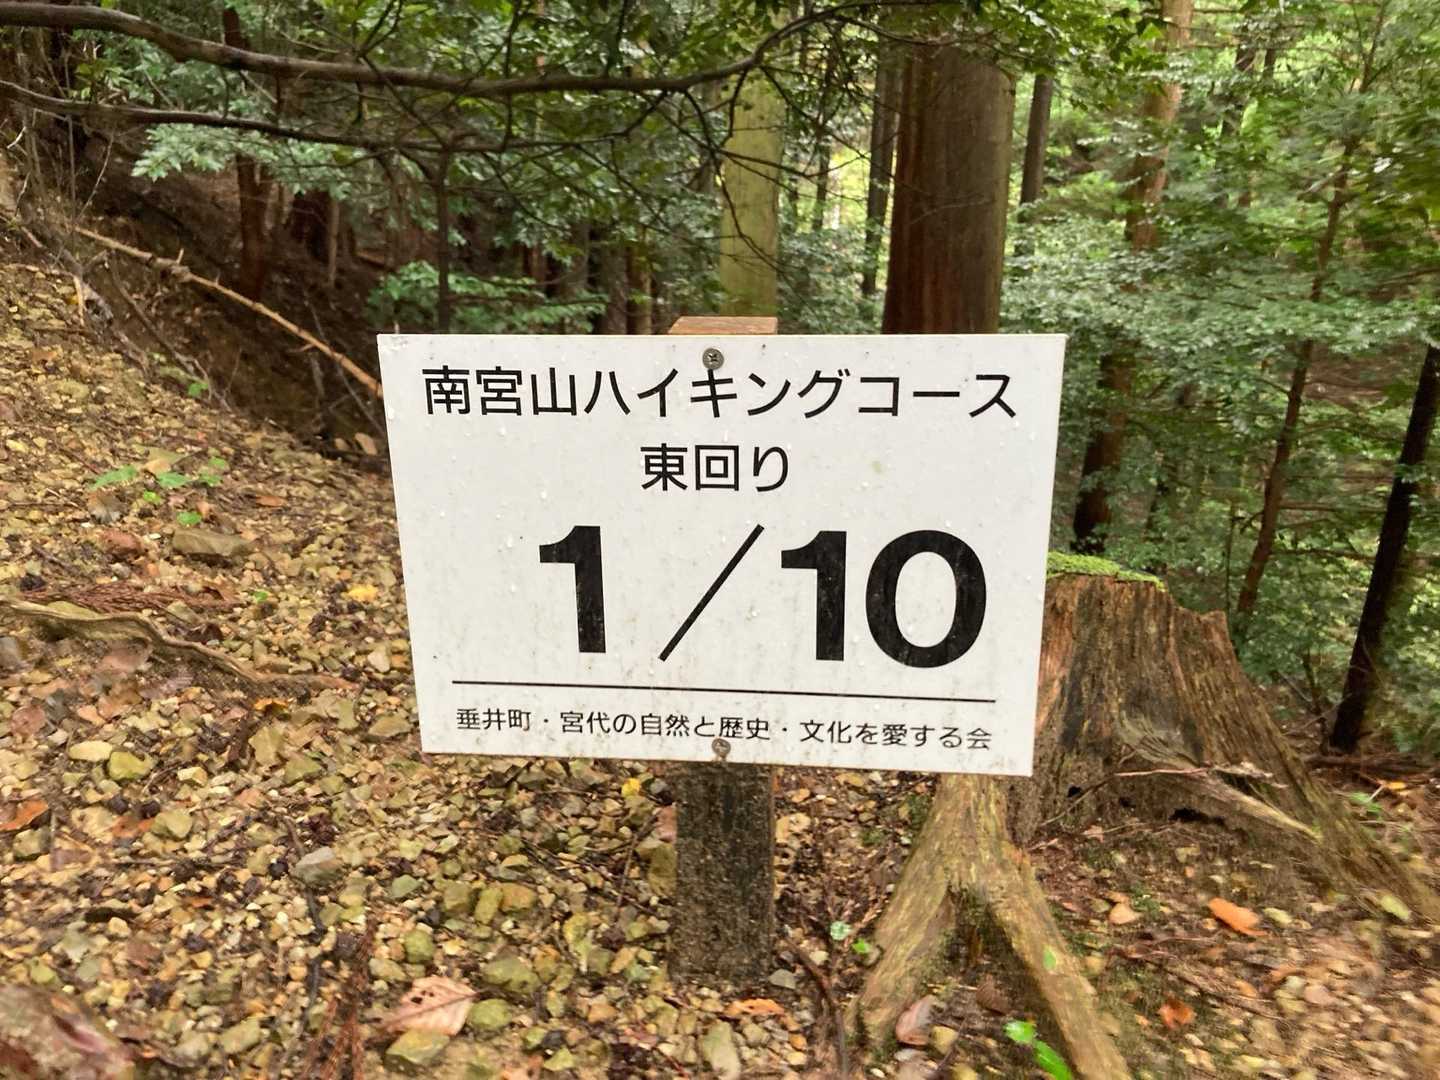 南宮山ハイキングコース
東回り
1／10
垂井町・宮代の自然と歴史・文化を愛する会